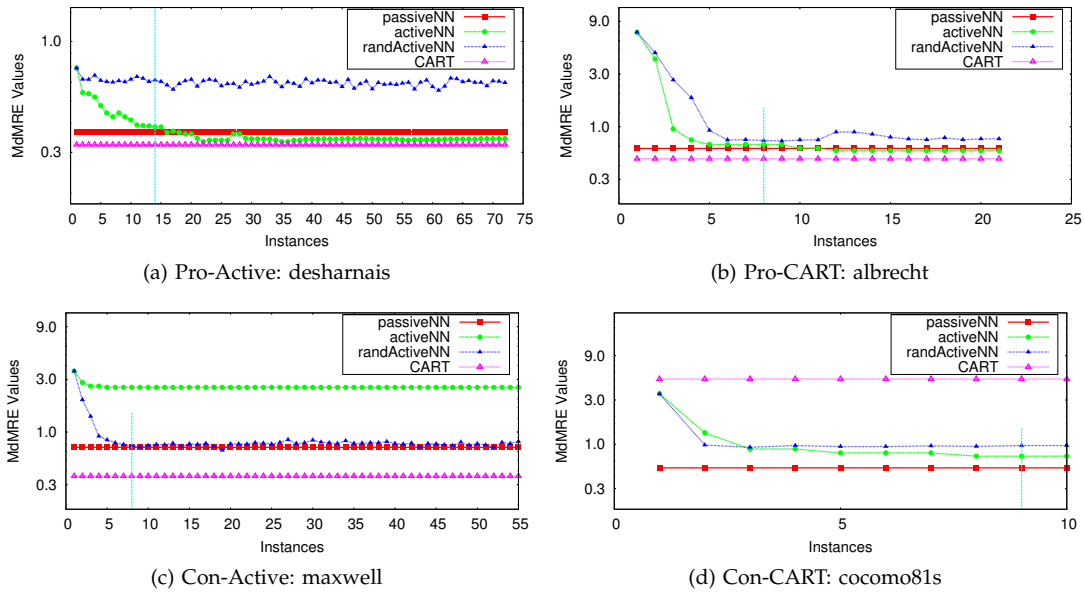 passiveNN
activeNN
randActiveNN
CART
1.0
0.3
MdMRE Values
0 5 10 15 20 25 30 35 40 45 50 55 60 65 70 75
Instances
(a) Pro-Active: desharnais
passiveNN
activeNN
randActiveNN
CART
9.0
3.0
1.0
0.3
MdMRE Values
0 5 10 15 20 25
Instances
(b) Pro-CART: albrecht
passiveNN
activeNN
randActiveNN
CART
9.0
3.0
1.0
0.3
MdMRE Values
0 5 10 15 20 25 30 35 40 45 50 55
Instances
(c) Con-Active: maxwell
passiveNN
activeNN
randActiveNN
CART
9.0
3.0
1.0
0.3
MdMRE Values
0 5 10
Instances
(d) Con-CART: cocomo81s